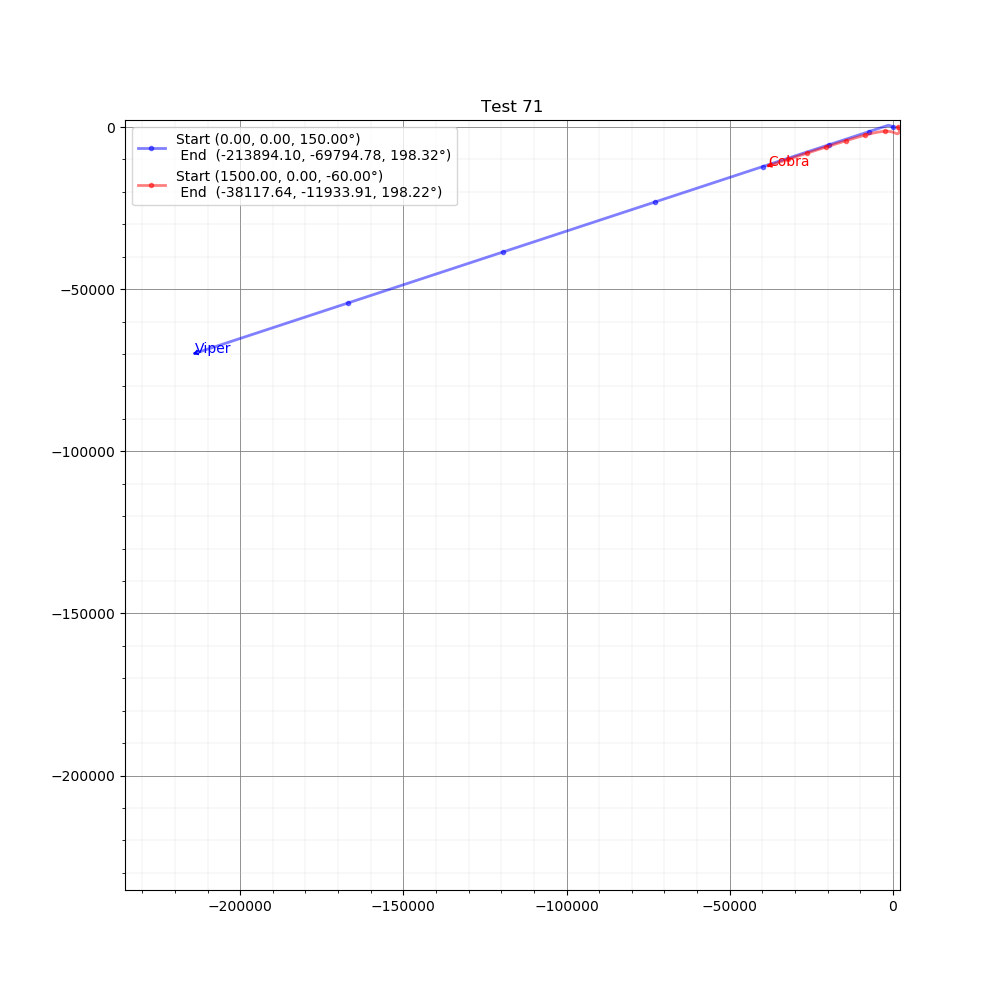 Test 71
Start (0.00, 0.00, 150.00°)
End (-213894.10, -69794.78, 198.32°)
Start (1500.00, 0.00, -60.00°)
End (-38117.64, -11933.91, 198.22°)
0
Cobra
−50000
Viper
−100000
−150000
−200000
−200000 −150000 −100000 −50000 0